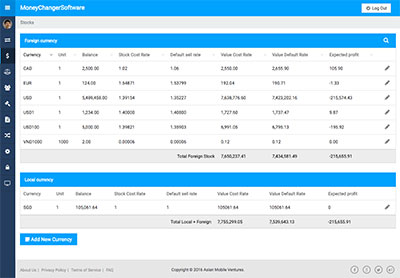 MoneyChangerSoftware
Log Out
Stocks
Foreign currency
Currency Unit Balance Stock Cost Rate Default sell rate Value Cost Rate Value Default Rate Expected profit
CAD 1 2,500.00 1.02 1.06 2,550.00 2,655.90 105.90
EUR 1 124.00 1.54871 1.53799 192.04 190.71 -1.33
USD 1 1.39154 1.35227 7,638,776.60 7,423,202.16 -215,574.43
USD1 1 1,234.00 1.40000 1.40800 1,727.60 1,737.47 9.87
USD100 1 5,000.00 1.39821 1.35903 6,991.05 6,795.13 -195.92
VND1000 1000 2.00 0.00006 0.00006 0.12 0.12 0.00
Total Foreign Stock 7,650,237.41 7,434,581.49 -215,655.91
Local currency
Currency Unit Balance Stock Cost Rate Default sell rate Value Cost Rate Value Default Rate Expected profit
SGD 1 105,061.64 1 1 105061.64 105061.64 0
Total Local + Foreign 7,755,299.05 7,539,643.13 -215,655.91
Add New Currency
About Us | Privacy Policy | Terms of Service | FAQ
Copyright © 2016 Asian Mobile Ventures.